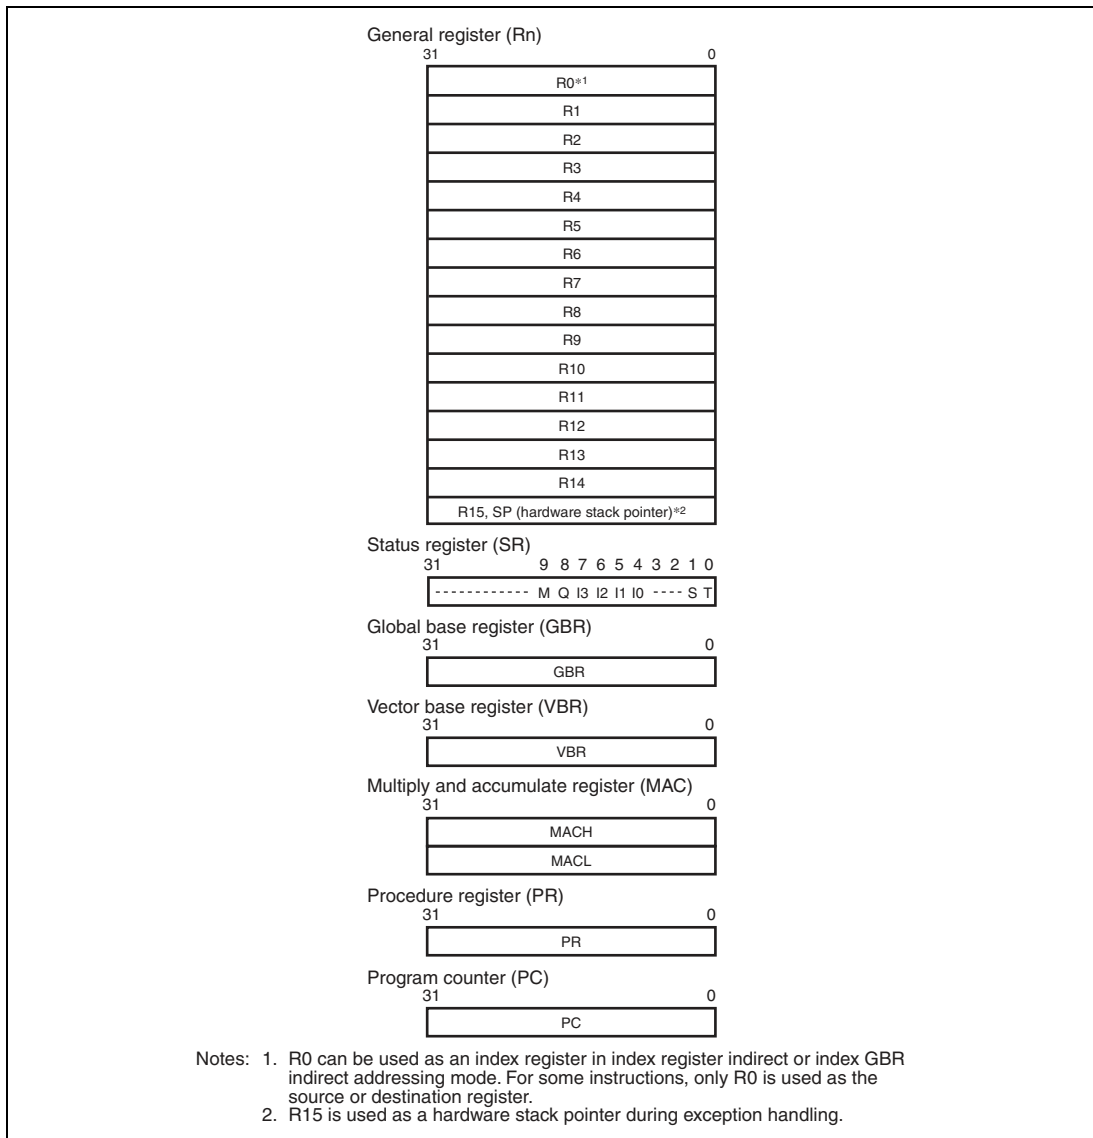 General register (Rn)
31 0
R0*1
R1
R2
R3
R4
R5
R6
R7
R8
R9
R10
R11
R12
R13
R14
R15, SP (hardware stack pointer)*2
Status register (SR)
31 9 8 7 6 5 4 3 2 1 0
------------ M Q I3 I2 I1 I0 ---- S T
Global base register (GBR)
31 0
GBR
Vector base register (VBR)
31 0
VBR
Multiply and accumulate register (MAC)
31 0
MACH
MACL
Procedure register (PR)
31 0
PR
Program counter (PC)
31 0
PC
Notes: 1. R0 can be used as an index register in index register indirect or index GBR
indirect addressing mode. For some instructions, only R0 is used as the
source or destination register.
2. R15 is used as a hardware stack pointer during exception handling.